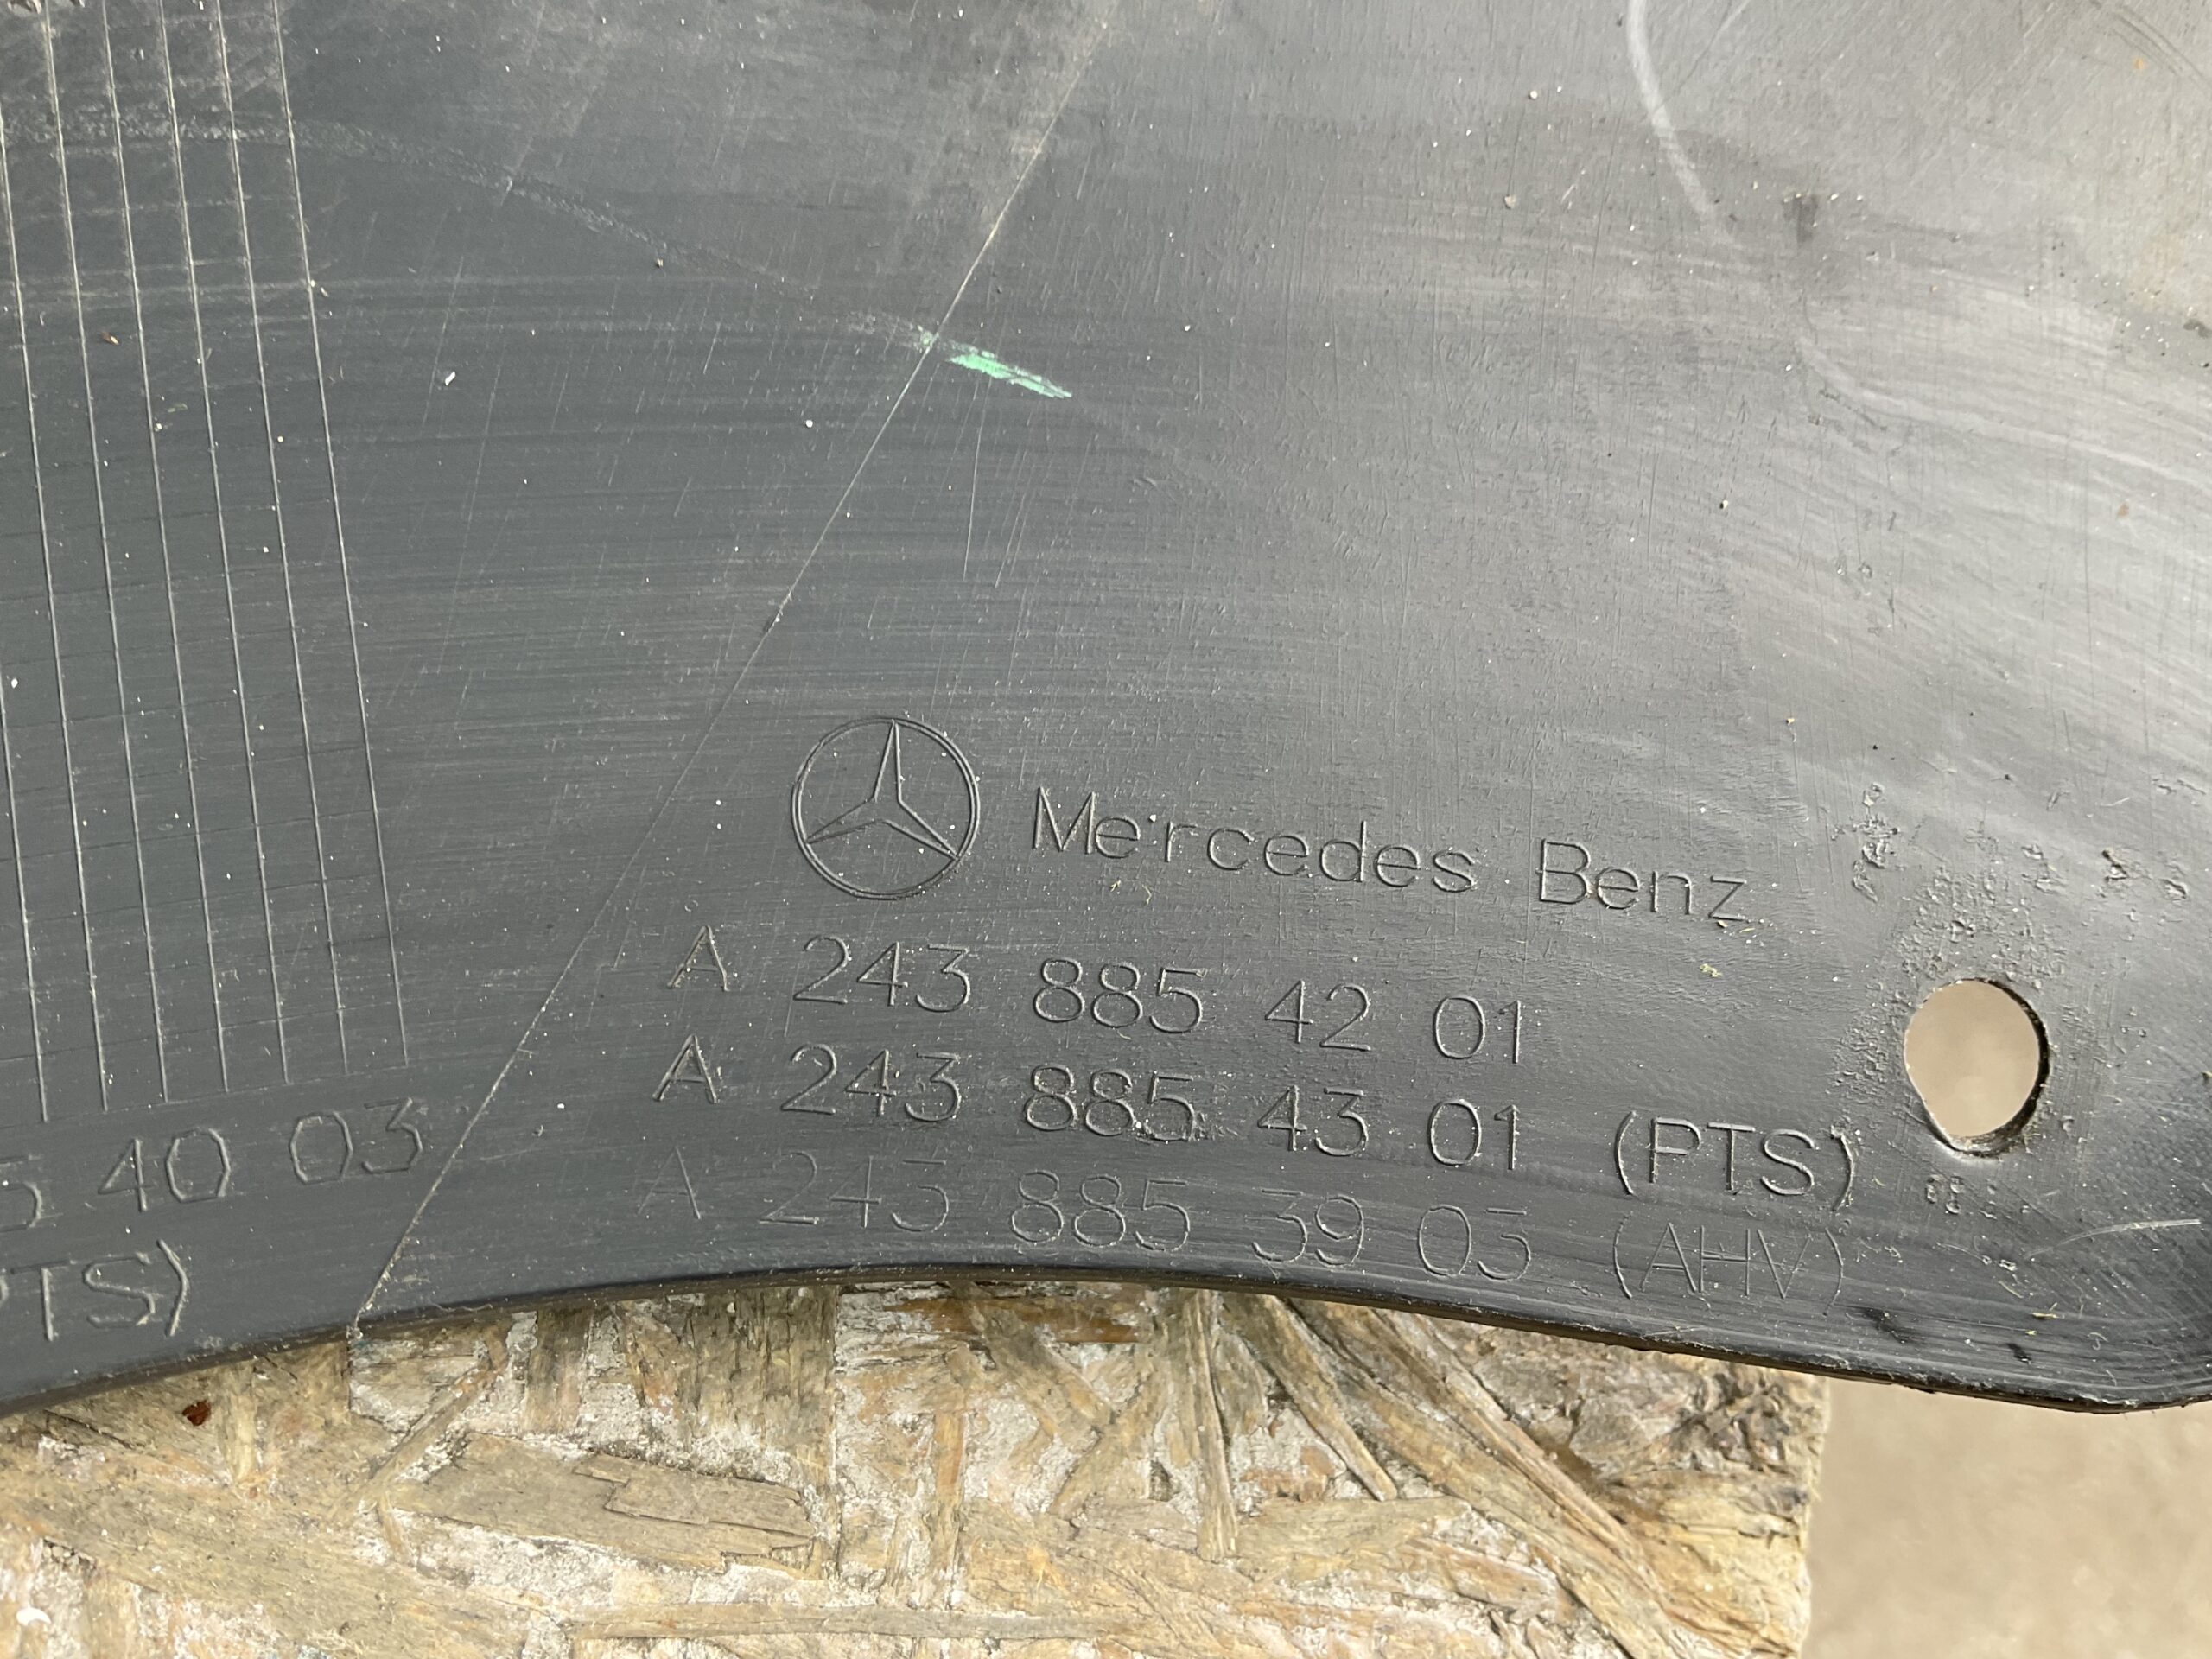 Mercedes Benz
A 243 885 42 01
A 243 885 43 01 (PTS)
A 243 885 39 03 (AHV)
5 40 03
PTS)